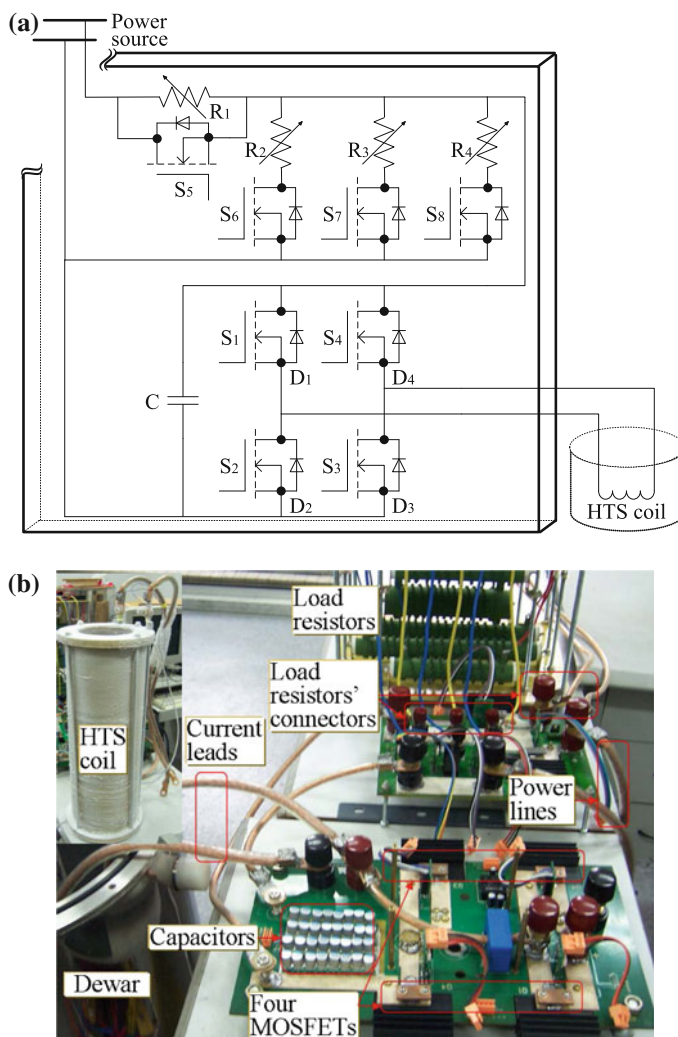 (a)
Power
source
R1
R2
R3
R4
S5
S6
S7
S8
S1
S4
D1
D4
C
S2
S3
D2
D3
HTS coil
(b)
Load
resistors
Load
resistors'
connectors
HTS
coil
Current
leads
Power
lines
Capacitors
Dewar
Four
MOSFETs